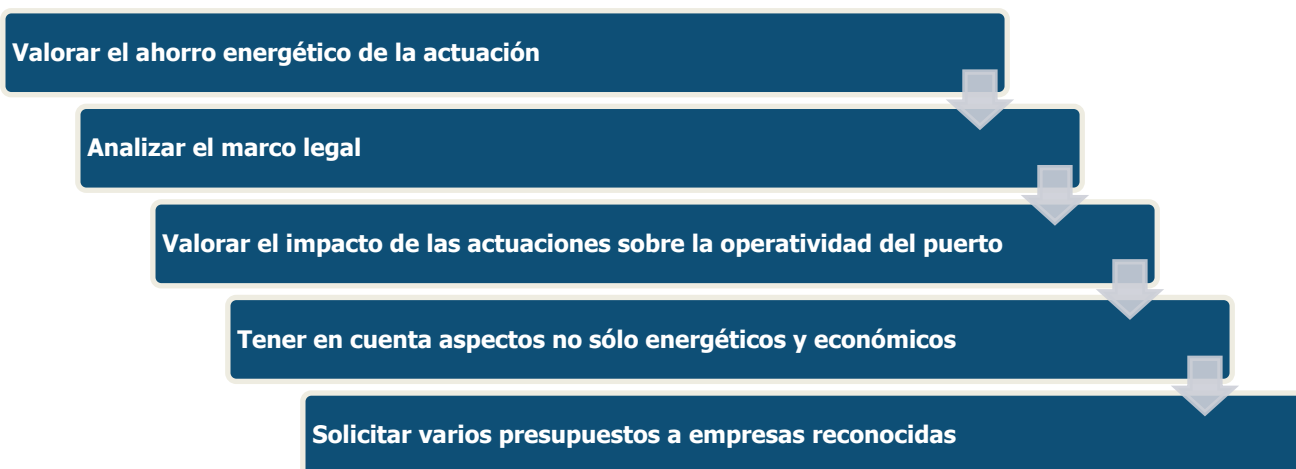 Valorar el ahorro energético de la actuación
Analizar el marco legal
Valorar el impacto de las actuaciones sobre la operatividad del puerto
Tener en cuenta aspectos no sólo energéticos y económicos
Solicitar varios presupuestos a empresas reconocidas